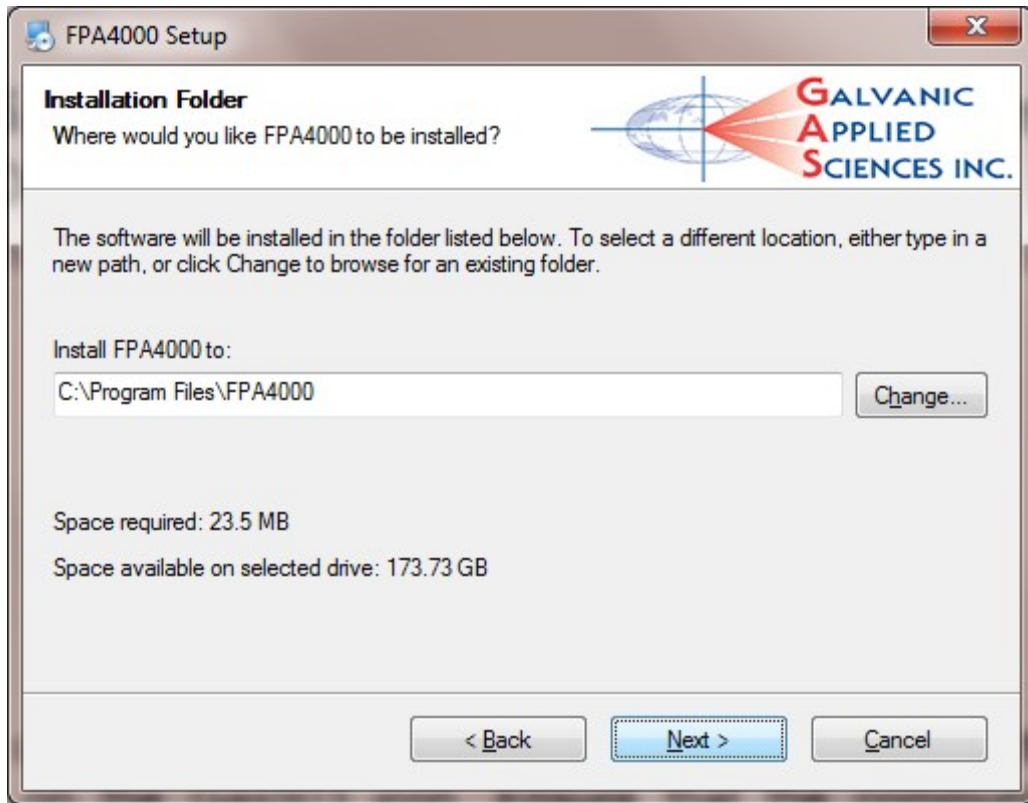 FPA4000 Setup
Installation Folder
Where would you like FPA4000 to be installed?
GALVANIC
APPLIED
SCIENCES INC.
The software will be installed in the folder listed below. To select a different location, either type in a
new path, or click Change to browse for an existing folder.
Install FPA4000 to:
C:\Program Files\FPA4000
Change...
Space required: 23.5 MB
Space available on selected drive: 173.73 GB
< Back
Next >
Cancel